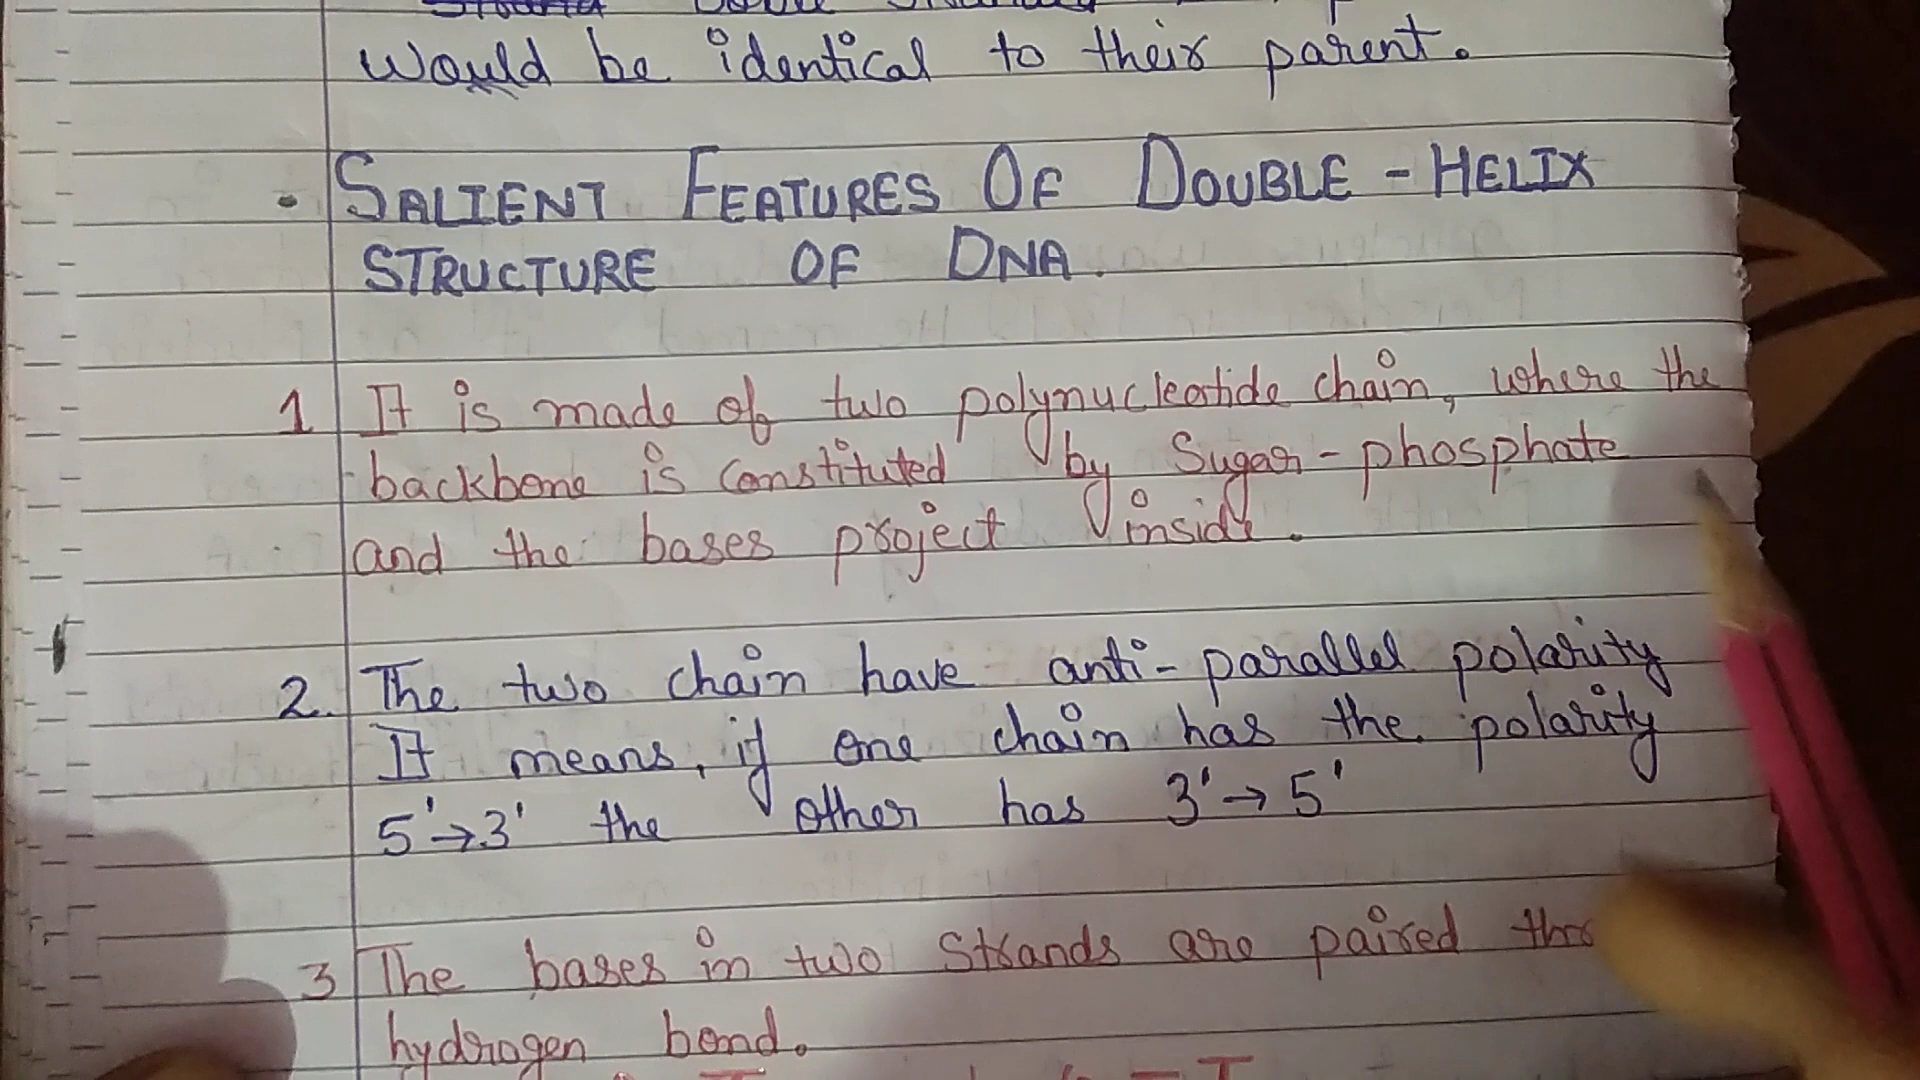 would be identical to their parent.
• SALIENT FEATURES OF DOUBLE - HELIX
STRUCTURE OF DNA.
1 It is made of two polynucleotide chain, where the
backbone is constituted by Sugar - phosphate
and the bases project inside.
2. The two chain have anti-parallel polarity
It means, if one chain has the polarity
5'→3' the other has 3'→5'
3 The bases in two strands are paired
hydrogen bond.